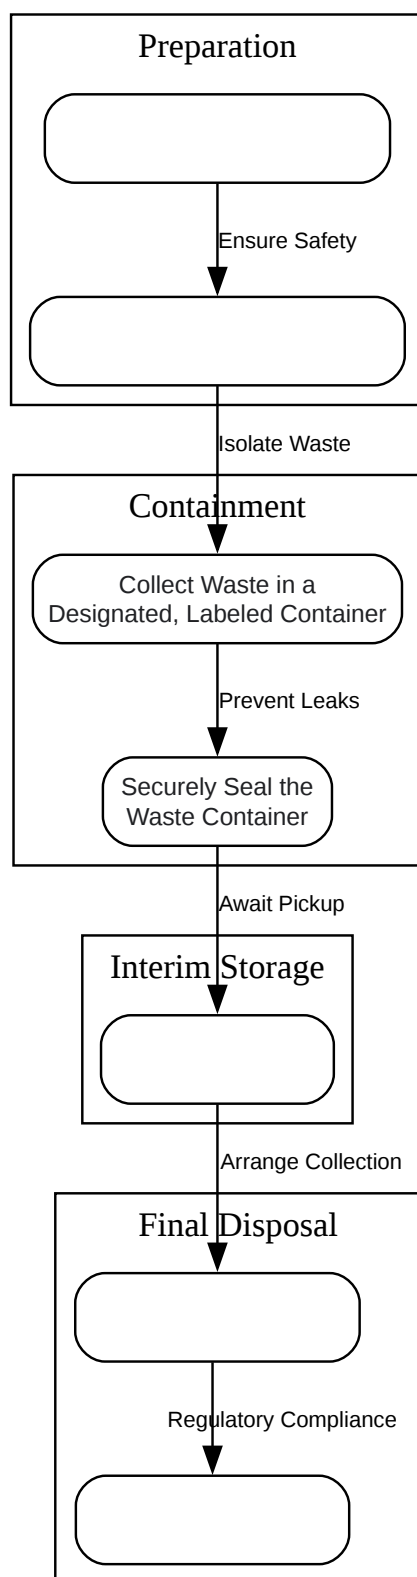 Preparation
Ensure Safety
Isolate Waste
Containment
Collect Waste in a
Designated, Labeled Container
Prevent Leaks
Securely Seal the
Waste Container
Await Pickup
Interim Storage
Arrange Collection
Final Disposal
Regulatory Compliance